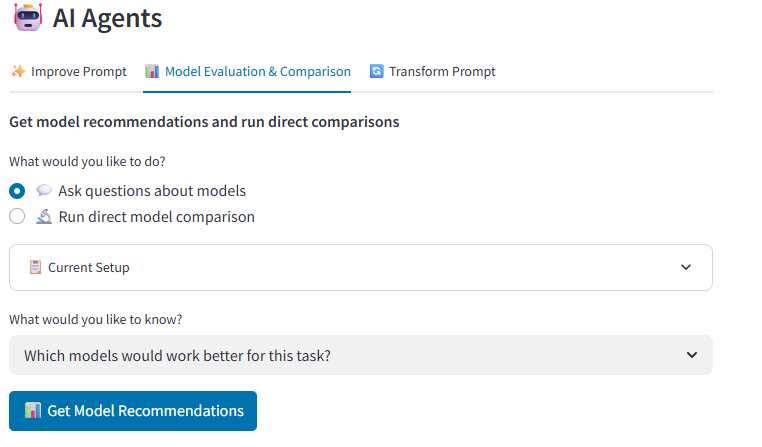 AI Agents
Improve Prompt
Model Evaluation & Comparison
Transform Prompt
Get model recommendations and run direct comparisons
What would you like to do?
Ask questions about models
Run direct model comparison
Current Setup
What would you like to know?
Which models would work better for this task?
Get Model Recommendations